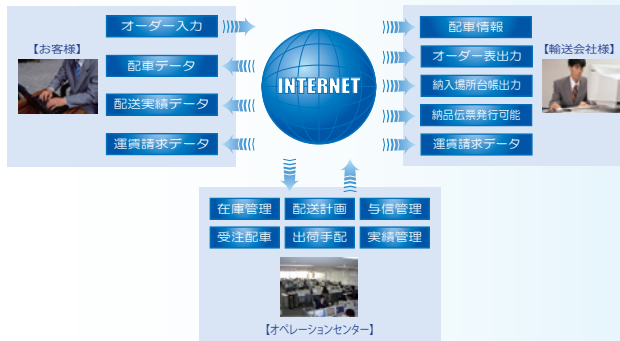 【お客様】
オーダー入力
配車データ
配送実績データ
運賃請求データ
INTERNET
配車情報
オーダー表出力
納入場所台帳出力
納品伝票発行可能
運賃請求データ
【輸送会社様】
在庫管理
配送計画
与信管理
受注配車
出荷手配
実績管理
【オペレーションセンター】